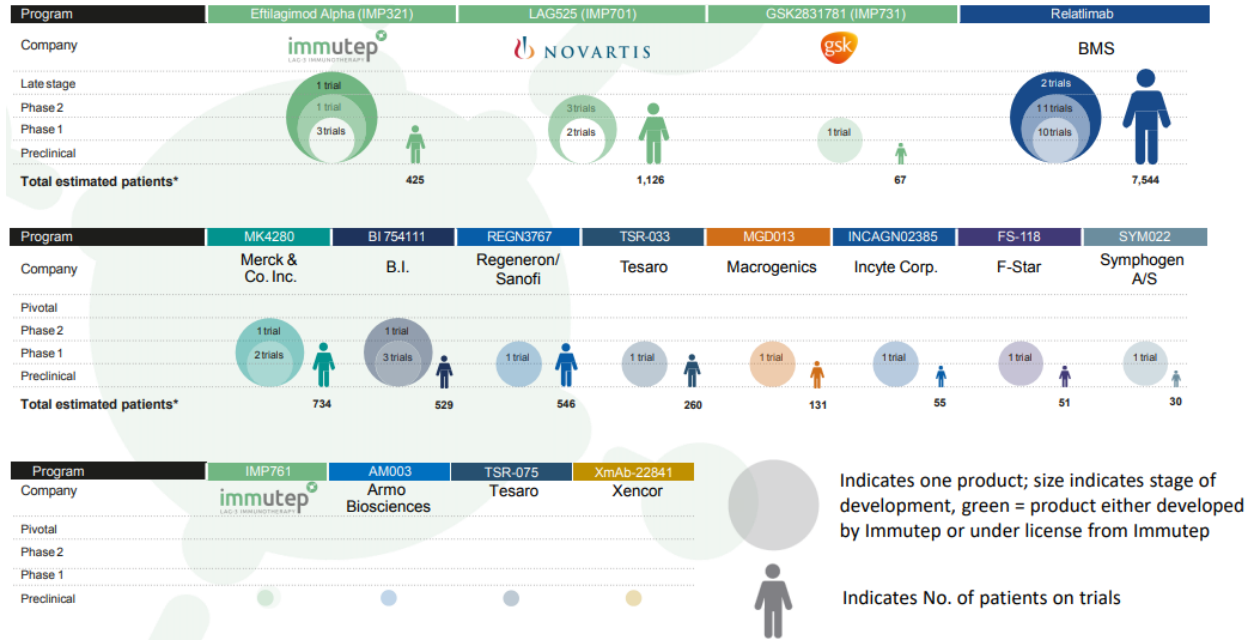 Program Eftilagimod Alpha (IMP321) LAG525 (IMP701) GSK2831781 (IMP731) Relatlimab
Company immutep NOVARTIS gsk BMS
LAG-3 IMMUNOTHERAPY
Late stage 1 trial 2 trials
Phase 2 1 trial 3 trials 11 trials
Phase 1 3 trials 2 trials 1 trial 10 trials
Preclinical
Total estimated patients* 425 1,126 67 7,544
Program MK4280 BI 754111 REGN3767 TSR-033 MGD013 INCAGN02385 FS-118 SYM022
Company Merck & B.I. Regeneron/ Tesaro Macrogenics Incyte Corp. F-Star Symphogen
Co. Inc. Sanofi A/S
Pivotal
Phase 2 1 trial 1 trial
Phase 1 2 trials 3 trials 1 trial 1 trial 1 trial 1 trial 1 trial 1 trial
Preclinical
Total estimated patients* 734 529 546 260 131 55 51 30
Program IMP761 AM003 TSR-075 XmAb-22841
Company immutep Armo Tesaro Xencor
LAG-3 IMMUNOTHERAPY Biosciences
Pivotal
Phase 2
Phase 1
Preclinical
Indicates one product; size indicates stage of
development, green = product either developed
by Immutep or under license from Immutep
Indicates No. of patients on trials